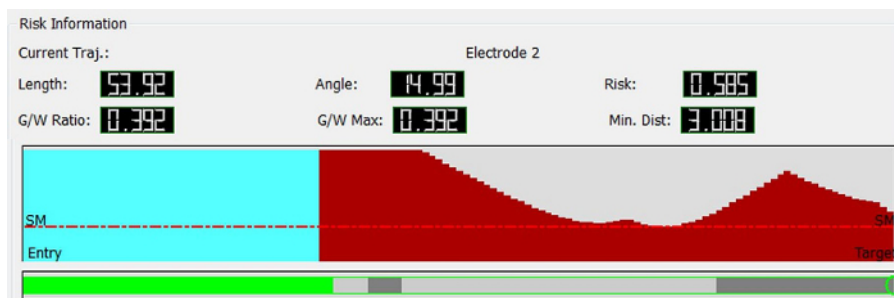 Risk Information
Current Traj.: Electrode 2
Length: 53.92 Angle: 14.99 Risk: 0.585
G/W Ratio: 0.392 G/W Max: 0.392 Min. Dist: 3.008
SM SM
Entry Target